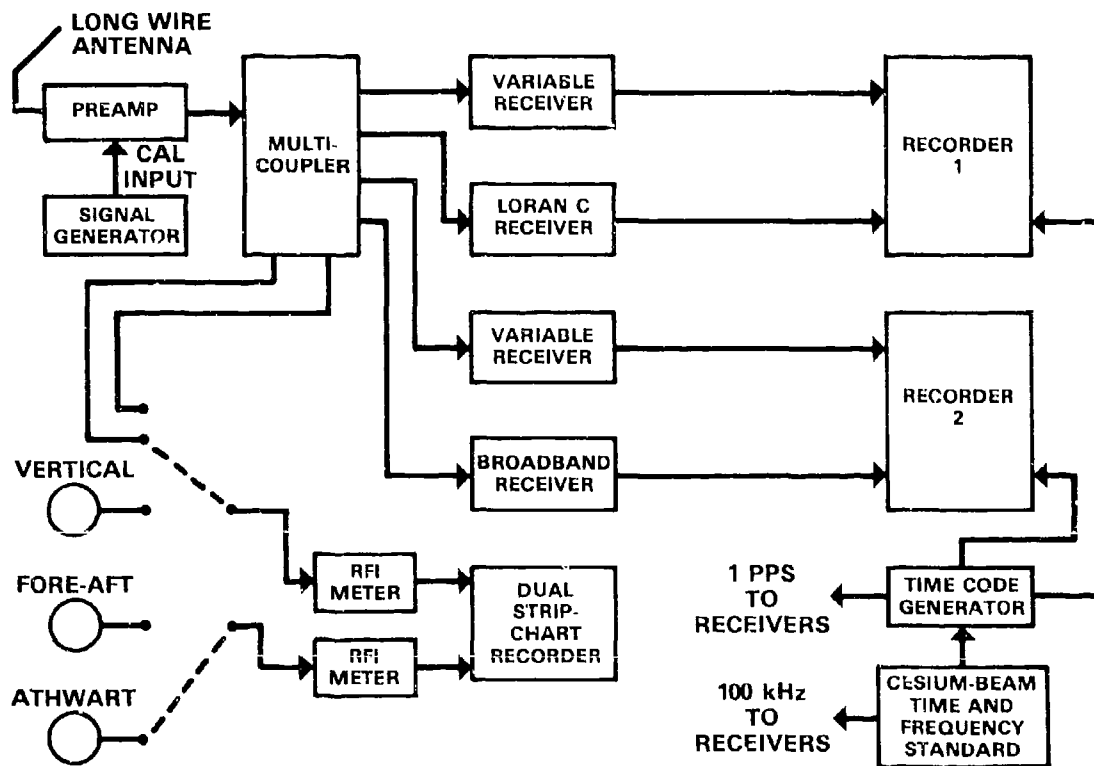 LONG WIRE
ANTENNA
PREAMP
CAL
INPUT
SIGNAL
GENERATOR
MULTI-
COUPLER
VARIABLE
RECEIVER
LORAN C
RECEIVER
RECORDER
1
VARIABLE
RECEIVER
BROADBAND
RECEIVER
RECORDER
2
VERTICAL
FORE-AFT
ATHWART
RFI
METER
RFI
METER
DUAL
STRIP-
CHART
RECORDER
1 PPS
TO
RECEIVERS
TIME CODE
GENERATOR
100 kHz
TO
RECEIVERS
CESIUM-BEAM
TIME AND
FREQUENCY
STANDARD